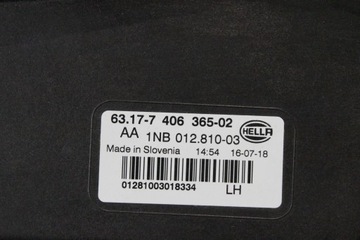 63.17-7 406 365-02
AA 1NB 012.810-03 HELLA
Made in Slovenia 14:54 16-07-18
01281003018334 LH